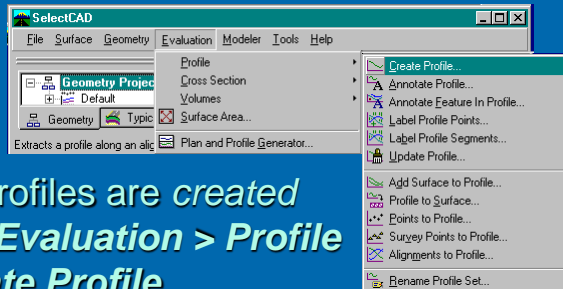 SelectCAD
File Surface Geometry Evaluation Modeler Tools Help
Geometry Projec
Default
Geometry Typic
Extracts a profile along an alig
Profile
Cross Section
Volumes
Surface Area...
Plan and Profile Generator...
Create Profile...
Annotate Profile...
Annotate Feature In Profile...
Label Profile Points...
Label Profile Segments...
Update Profile...
Add Surface to Profile...
Profile to Surface...
Points to Profile...
Survey Points to Profile...
Alignments to Profile...
Rename Profile Set...
rofiles are created
Evaluation > Profile
ate Profile